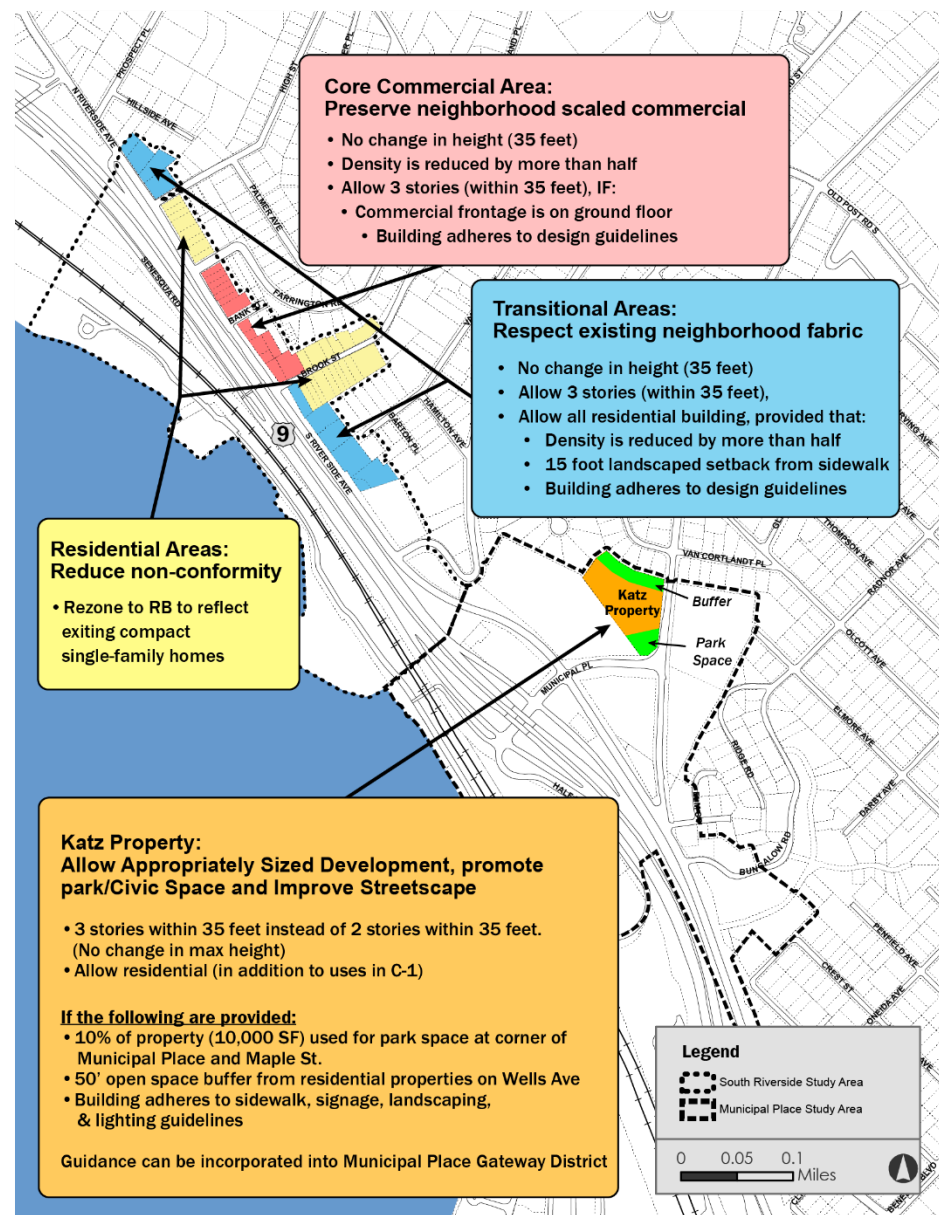 PROSPECT PL
N RIVERSIDE AVE
HILLSIDE AVE
HIGH ST
PALMER AVE
OLD POST RD S
SENESQUA RD
FARRINGTON RD
BANK ST
BROOK ST
HAMILTON AVE
BARTON PL
S RIVERSIDE AVE
9
Core Commercial Area:
Preserve neighborhood scaled commercial
• No change in height (35 feet)
• Density is reduced by more than half
• Allow 3 stories (within 35 feet), IF:
• Commercial frontage is on ground floor
• Building adheres to design guidelines
Transitional Areas:
Respect existing neighborhood fabric
• No change in height (35 feet)
• Allow 3 stories (within 35 feet),
• Allow all residential building, provided that:
• Density is reduced by more than half
• 15 foot landscaped setback from sidewalk
• Building adheres to design guidelines
Residential Areas:
Reduce non-conformity
• Rezone to RB to reflect
exiting compact
single-family homes
THOMPSON AVE
RADNOR AVE
VAN CORTLANDT PL
Katz
Property
Buffer
Park
Space
MUNICIPAL PL
OLCOTT AVE
ELMORE AVE
RIDGE RD
DARBY AVE
BUNGALOW RD
PENFIELD AVE
CREST ST
ONEIDA AVE
Katz Property:
Allow Appropriately Sized Development, promote
park/Civic Space and Improve Streetscape
• 3 stories within 35 feet instead of 2 stories within 35 feet.
(No change in max height)
• Allow residential (in addition to uses in C-1)
If the following are provided:
• 10% of property (10,000 SF) used for park space at corner of
Municipal Place and Maple St.
• 50' open space buffer from residential properties on Wells Ave
• Building adheres to sidewalk, signage, landscaping,
& lighting guidelines
Guidance can be incorporated into Municipal Place Gateway District
Legend
South Riverside Study Area
Municipal Place Study Area
0 0.05 0.1
Miles